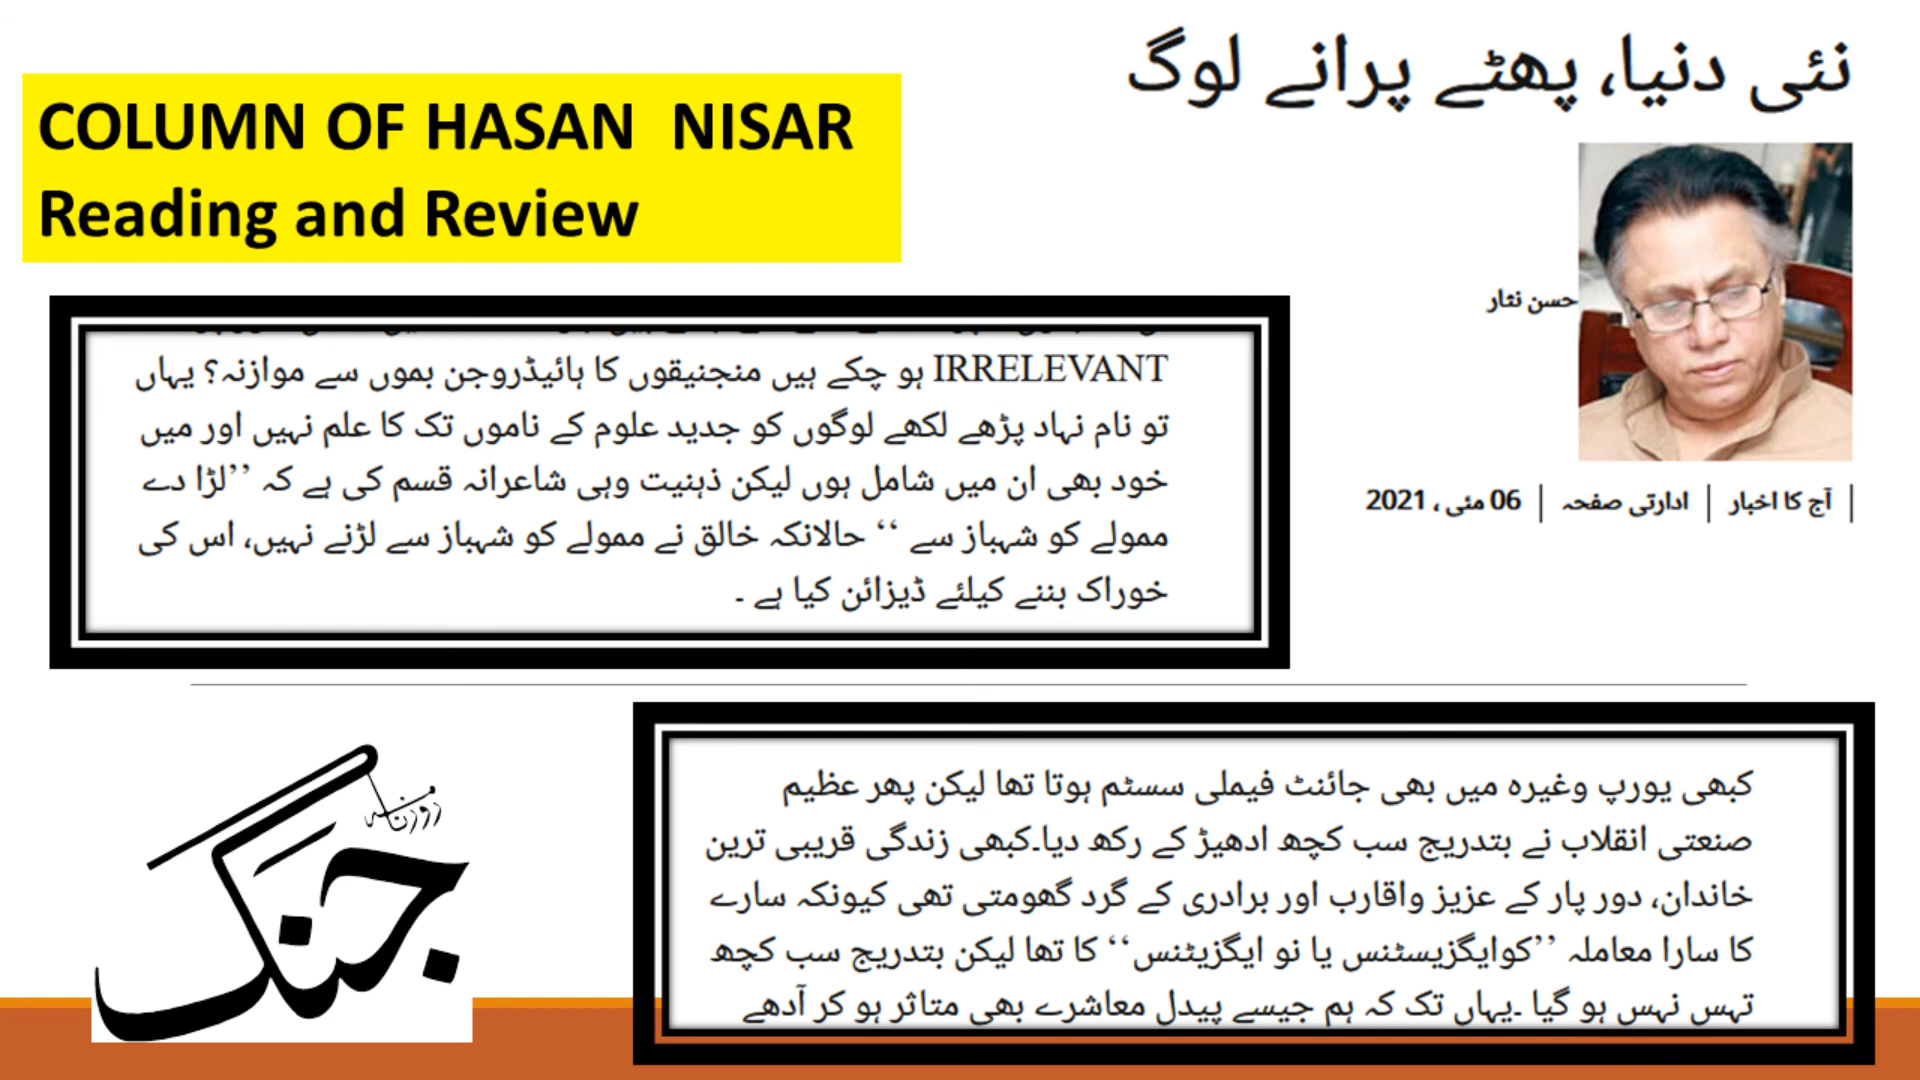 نئی دنیا، پھٹے پرانے لوگ
COLUMN OF HASAN NISAR
Reading and Review
حسن نثار
آج کا اخبار | ادارتی صفحہ | 06 مئی ، 2021
IRRELEVANT ہو چکے ہیں منجنیقوں کا ہائیڈروجن بموں سے موازنہ؟ یہاں
تو نام نہاد پڑھے لکھے لوگوں کو جدید علوم کے ناموں تک کا علم نہیں اور میں
خود بھی ان میں شامل ہوں لیکن ذہنیت وہی شاعرانہ قسم کی ہے کہ ’’لڑا دے
ممولے کو شہباز سے ‘‘ حالانکہ خالق نے ممولے کو شہباز سے لڑنے نہیں، اس کی
خوراک بننے کیلئے ڈیزائن کیا ہے ۔
روزنامہ
جنگ
کبھی یورپ وغیرہ میں بھی جائنٹ فیملی سسٹم ہوتا تھا لیکن پھر عظیم
صنعتی انقلاب نے بتدریج سب کچھ ادھیڑ کے رکھ دیا۔کبھی زندگی قریبی ترین
خاندان، دور پار کے عزیز واقارب اور برادری کے گرد گھومتی تھی کیونکہ سارے
کا سارا معاملہ ’’کوایگزیسٹنس یا نو ایگزیٹنس‘‘ کا تھا لیکن بتدریج سب کچھ
تہس نہس ہو گیا ۔یہاں تک کہ ہم جیسے پیدل معاشرے بھی متاثر ہو کر آدھے